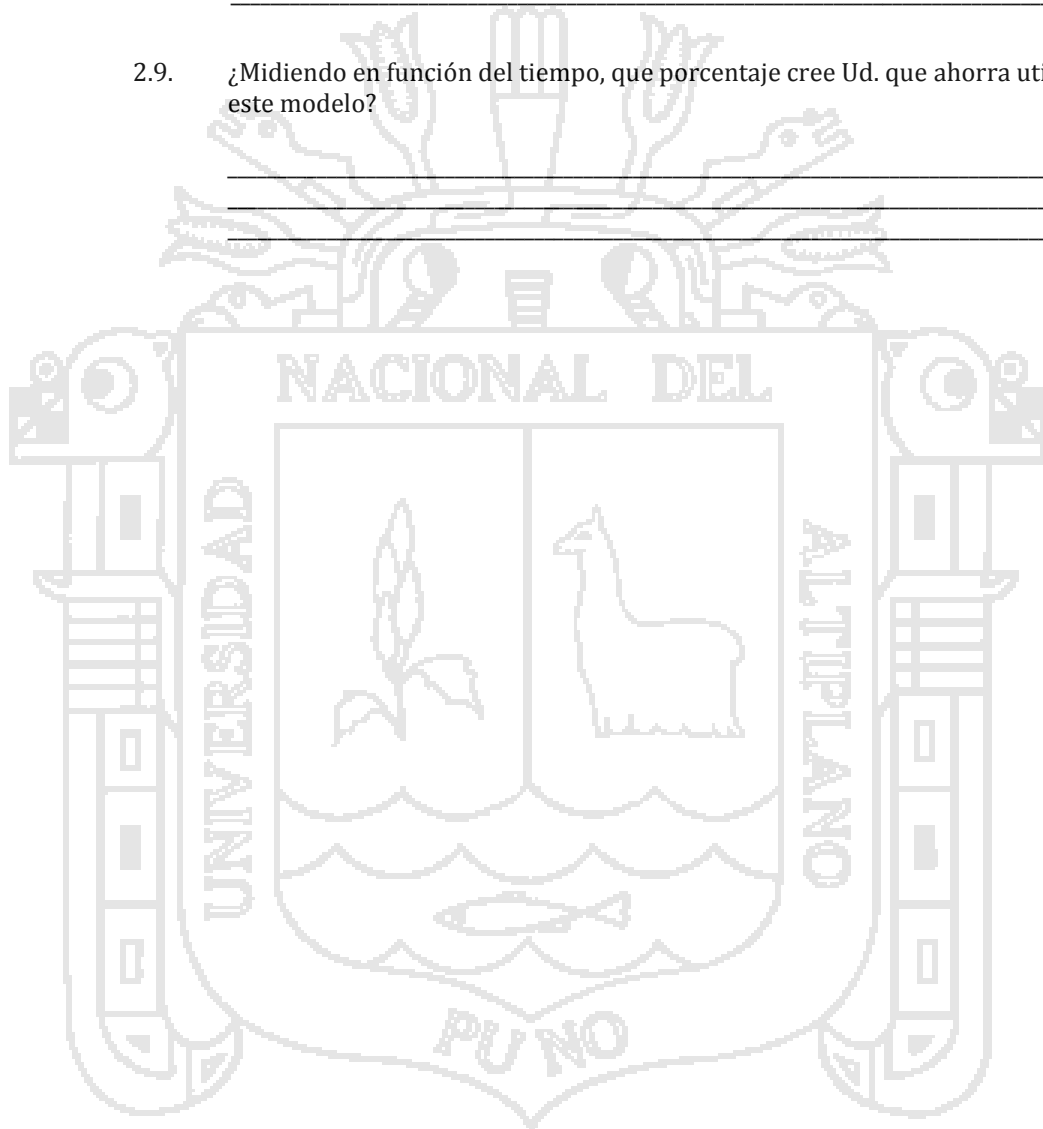 2.9. ¿Midiendo en función del tiempo, que porcentaje cree Ud. que ahorra uti
este modelo?
NACIONAL DEL
UNIVERSIDAD
ALTIPLANO
PUNO